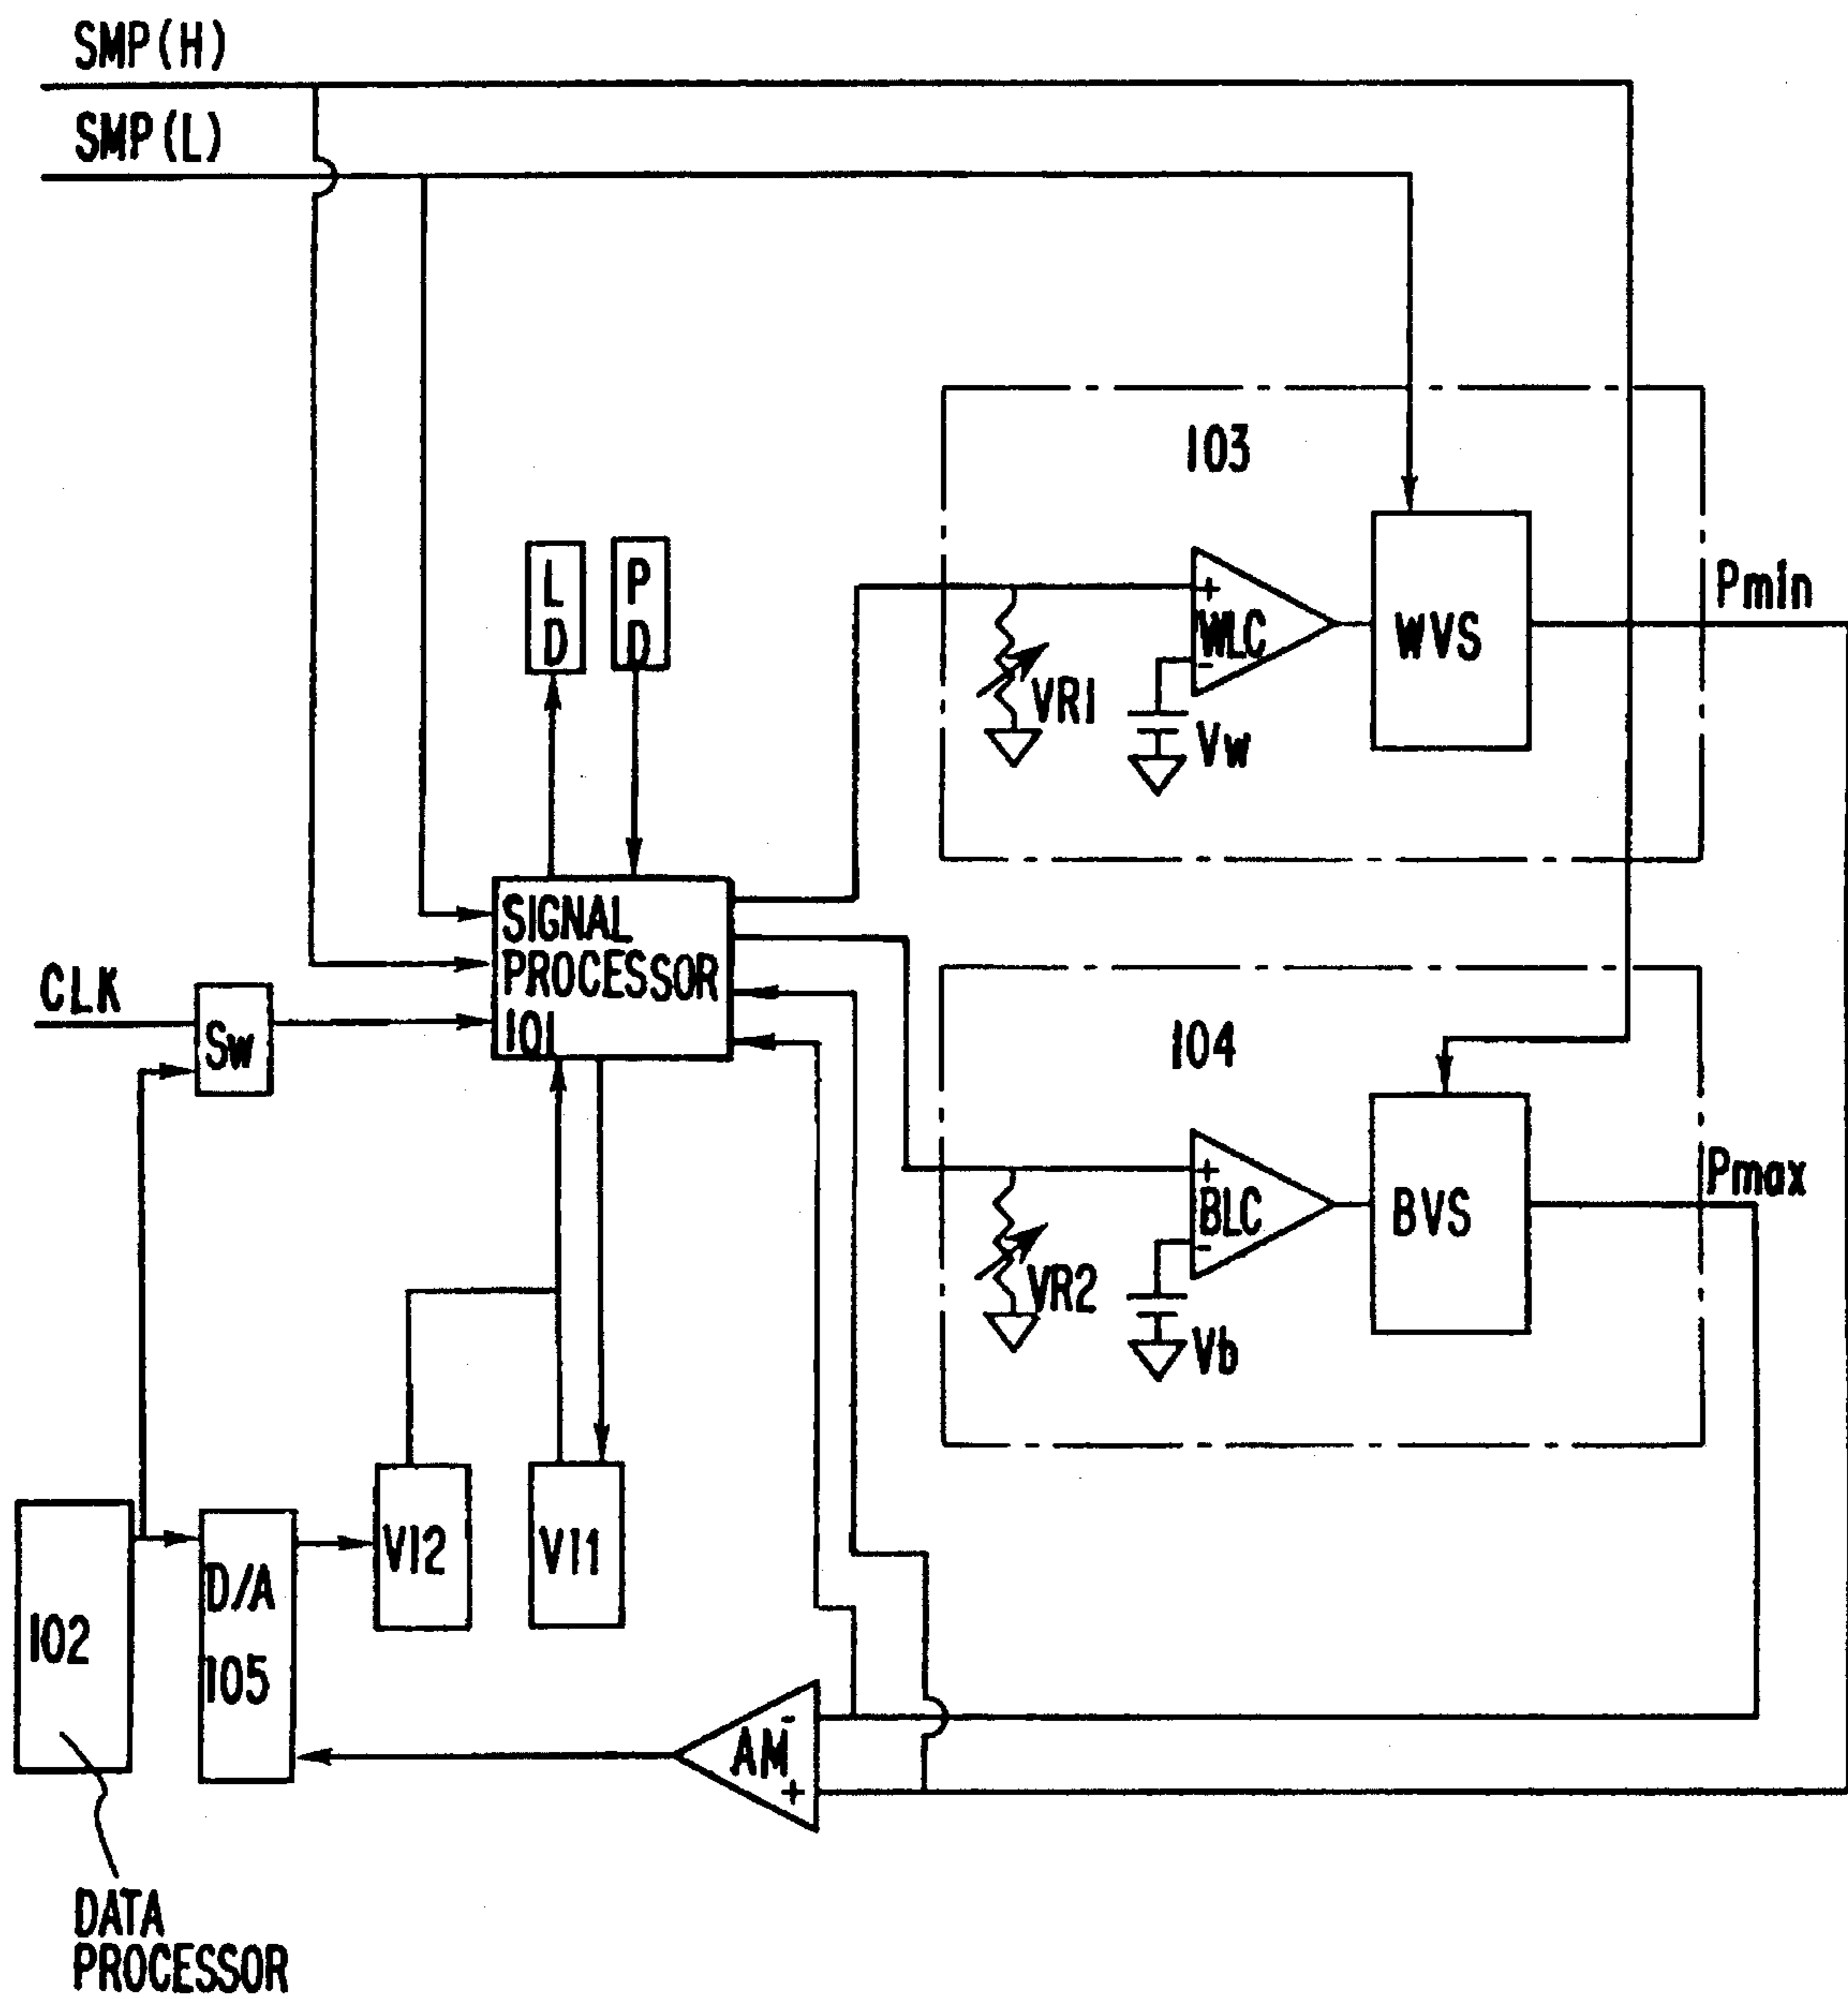 SMP(H)
SMP(L)
103
L
D
P
D
Pmin
+
WLC
-
WVS
VR1
Vw
SIGNAL
PROCESSOR
101
CLK
Sw
104
Pmax
+
BLC
-
BVS
VR2
Vb
VI2
VI1
D/A
105
102
AM
-
+
DATA
PROCESSOR